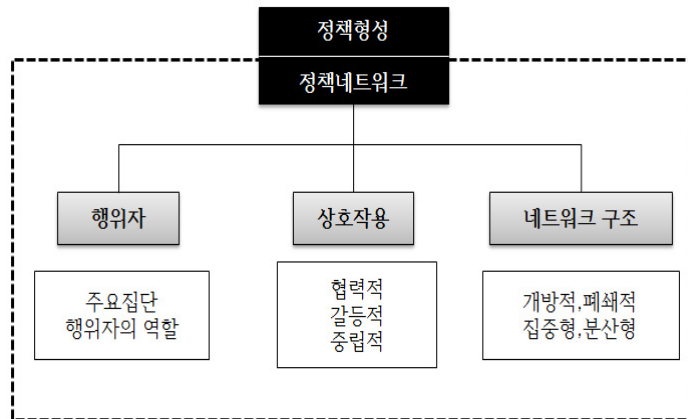 정책형성
정책네트워크
행위자
상호작용
네트워크 구조
주요집단
행위자의 역할
협력적
갈등적
중립적
개방적,폐쇄적
집중형,분산형